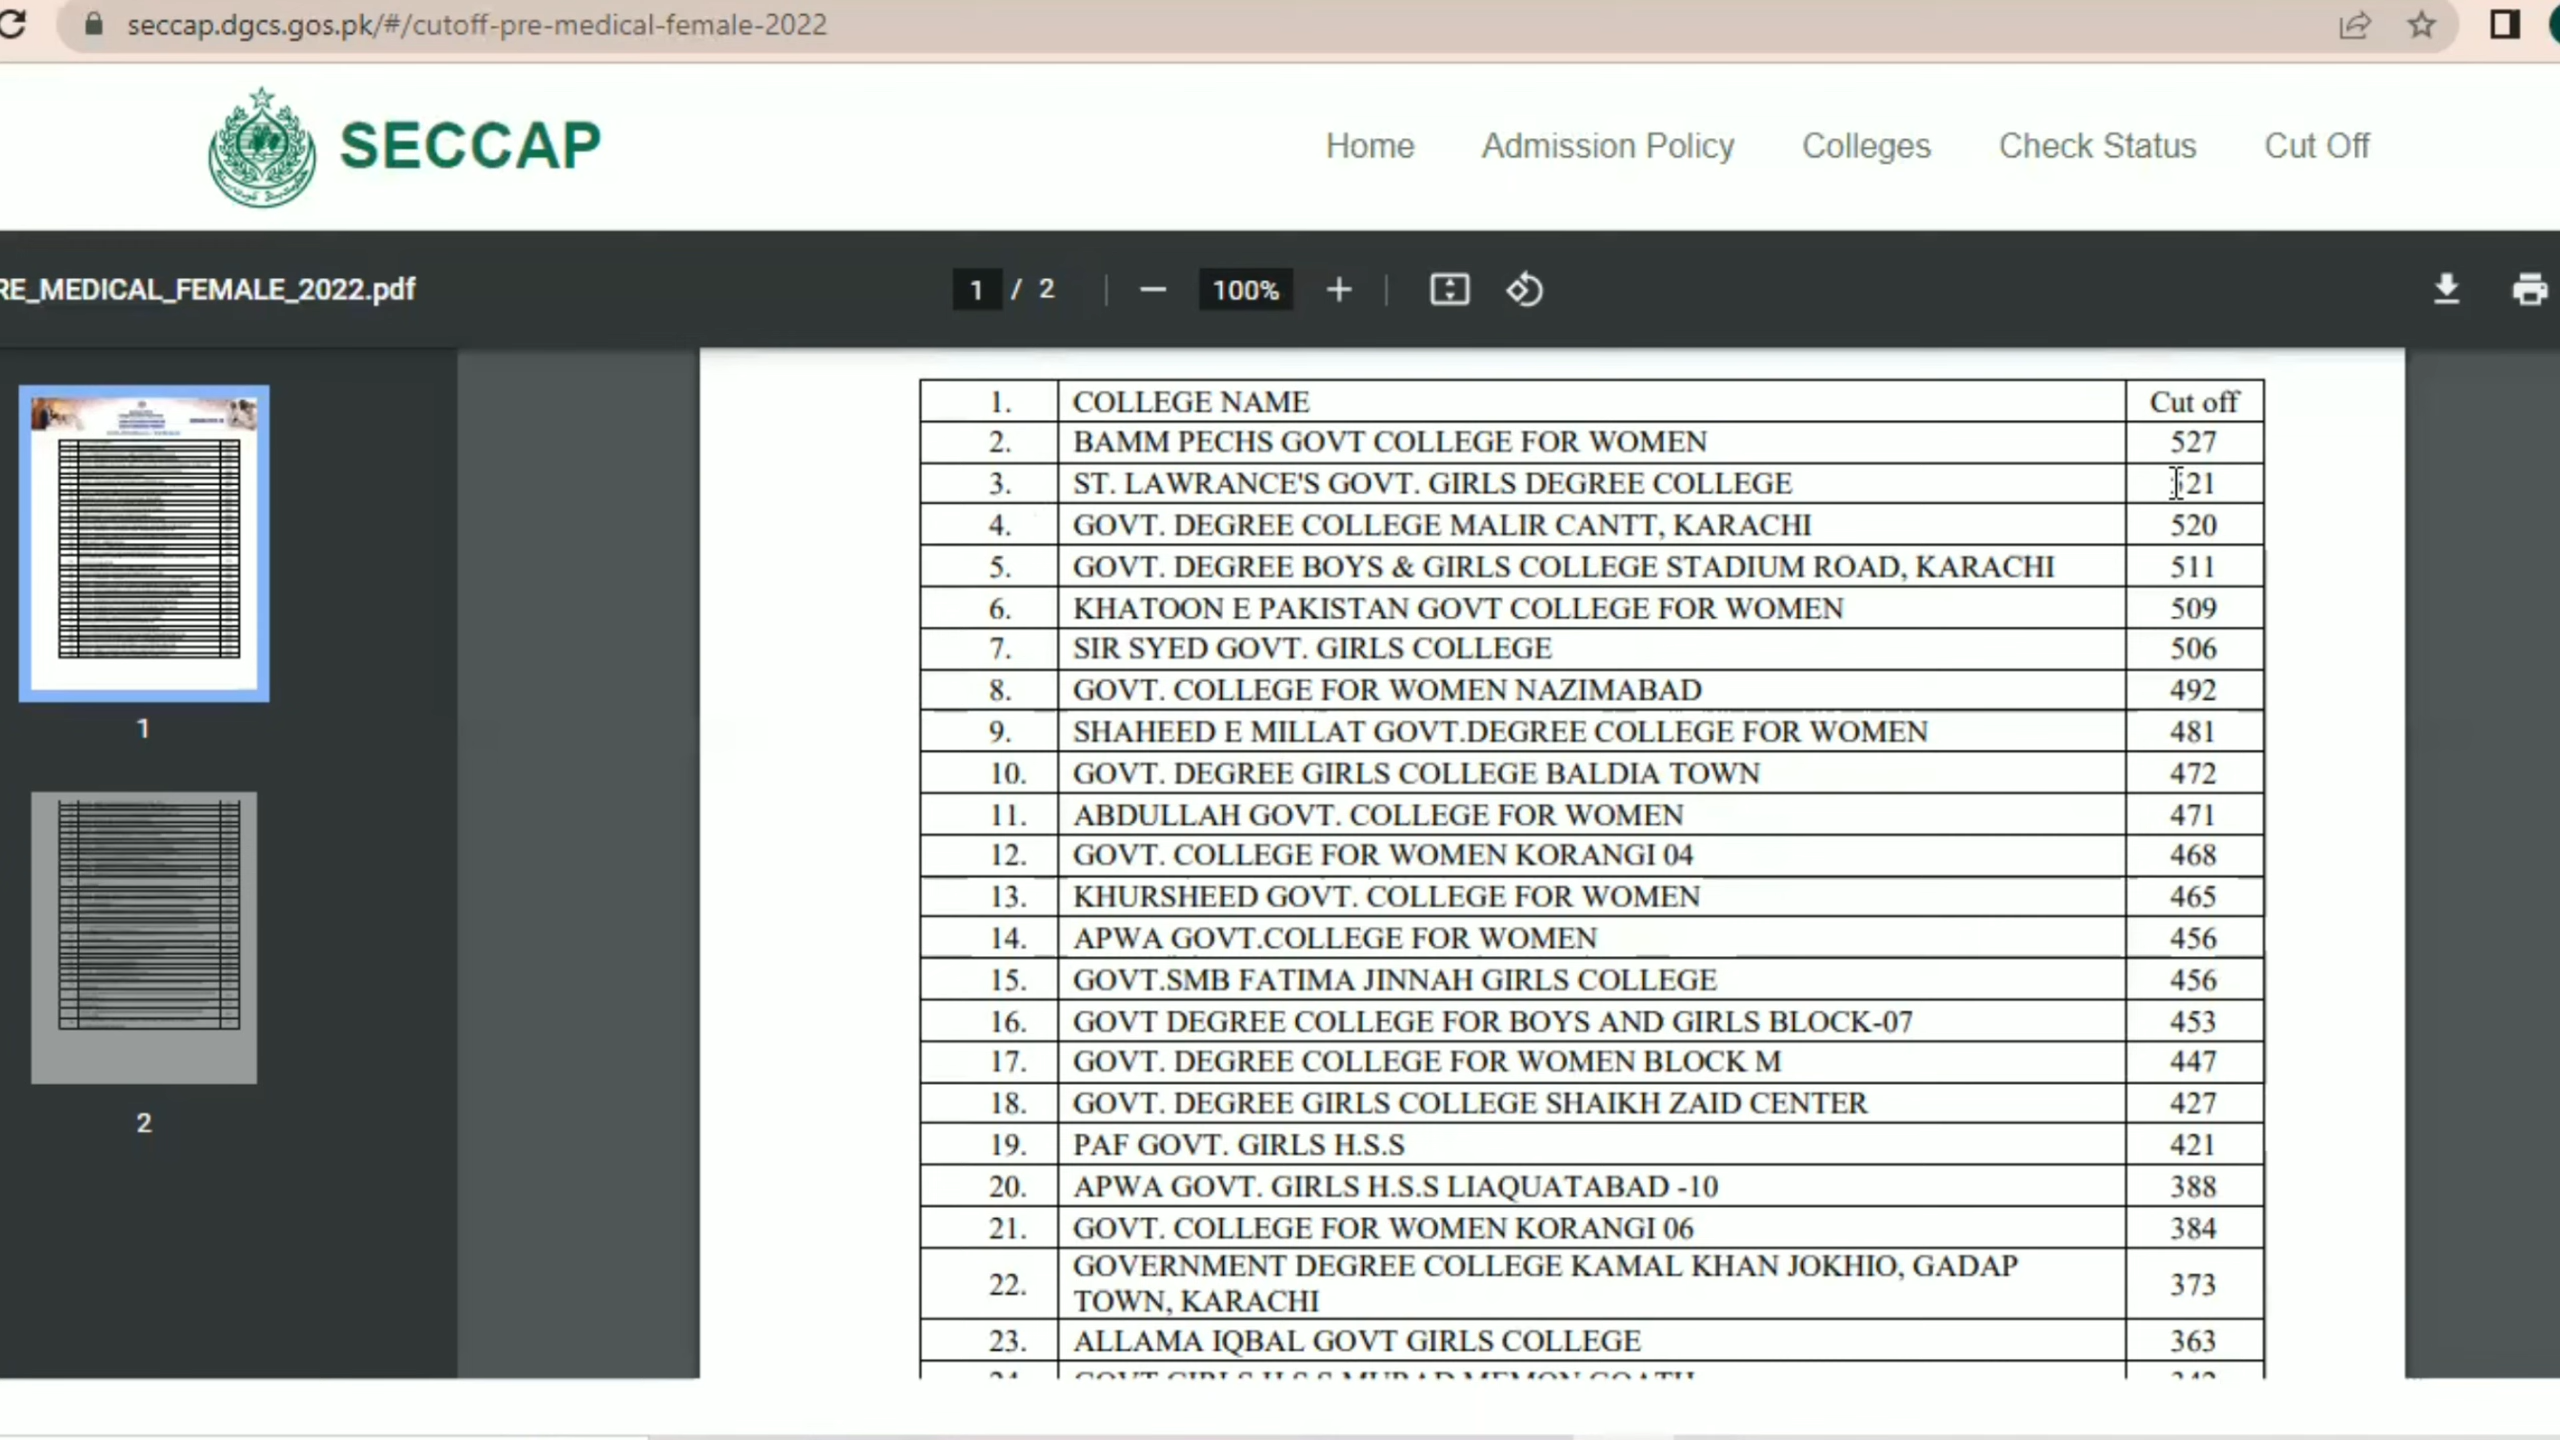 seccap.dgcs.gos.pk/#/cutoff-pre-medical-female-2022
SECCAP
Home Admission Policy Colleges Check Status Cut Off
RE_MEDICAL_FEMALE_2022.pdf 1 / 2 100%
1. COLLEGE NAME Cut off
2. BAMM PECHS GOVT COLLEGE FOR WOMEN 527
3. ST. LAWRANCE'S GOVT. GIRLS DEGREE COLLEGE 21
4. GOVT. DEGREE COLLEGE MALIR CANTT, KARACHI 520
5. GOVT. DEGREE BOYS & GIRLS COLLEGE STADIUM ROAD, KARACHI 511
6. KHATOON E PAKISTAN GOVT COLLEGE FOR WOMEN 509
7. SIR SYED GOVT. GIRLS COLLEGE 506
8. GOVT. COLLEGE FOR WOMEN NAZIMABAD 492
9. SHAHEED E MILLAT GOVT.DEGREE COLLEGE FOR WOMEN 481
10. GOVT. DEGREE GIRLS COLLEGE BALDIA TOWN 472
11. ABDULLAH GOVT. COLLEGE FOR WOMEN 471
12. GOVT. COLLEGE FOR WOMEN KORANGI 04 468
13. KHURSHEED GOVT. COLLEGE FOR WOMEN 465
14. APWA GOVT.COLLEGE FOR WOMEN 456
15. GOVT.SMB FATIMA JINNAH GIRLS COLLEGE 456
16. GOVT DEGREE COLLEGE FOR BOYS AND GIRLS BLOCK-07 453
17. GOVT. DEGREE COLLEGE FOR WOMEN BLOCK M 447
18. GOVT. DEGREE GIRLS COLLEGE SHAIKH ZAID CENTER 427
19. PAF GOVT. GIRLS H.S.S 421
20. APWA GOVT. GIRLS H.S.S LIAQUATABAD -10 388
21. GOVT. COLLEGE FOR WOMEN KORANGI 06 384
22. GOVERNMENT DEGREE COLLEGE KAMAL KHAN JOKHIO, GADAP
TOWN, KARACHI 373
23. ALLAMA IQBAL GOVT GIRLS COLLEGE 363
1
2